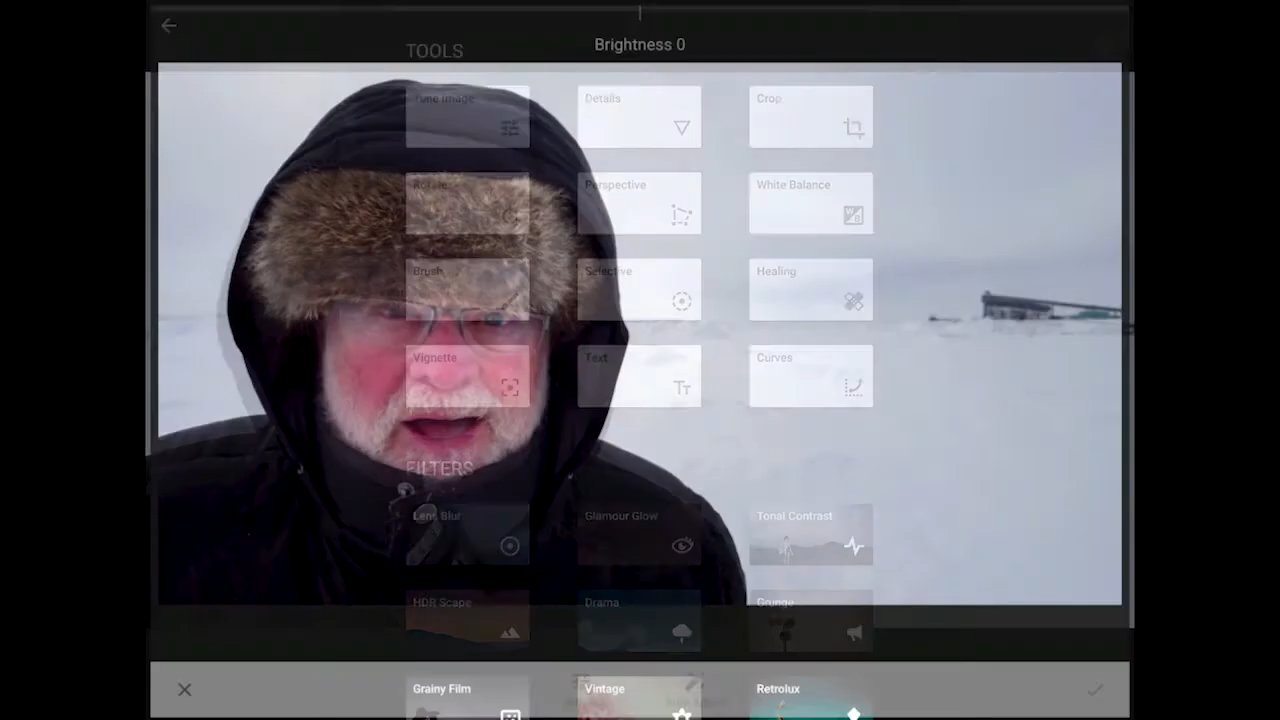 Brightness 0
TOOLS
Tune Image
Details
Crop
Rotate
Perspective
White Balance
Brush
Selective
Healing
Vignette
Text
Curves
FILTERS
Lens Blur
Glamour Glow
Tonal Contrast
HDR Scape
Drama
Grunge
Grainy Film
Vintage
Retrolux